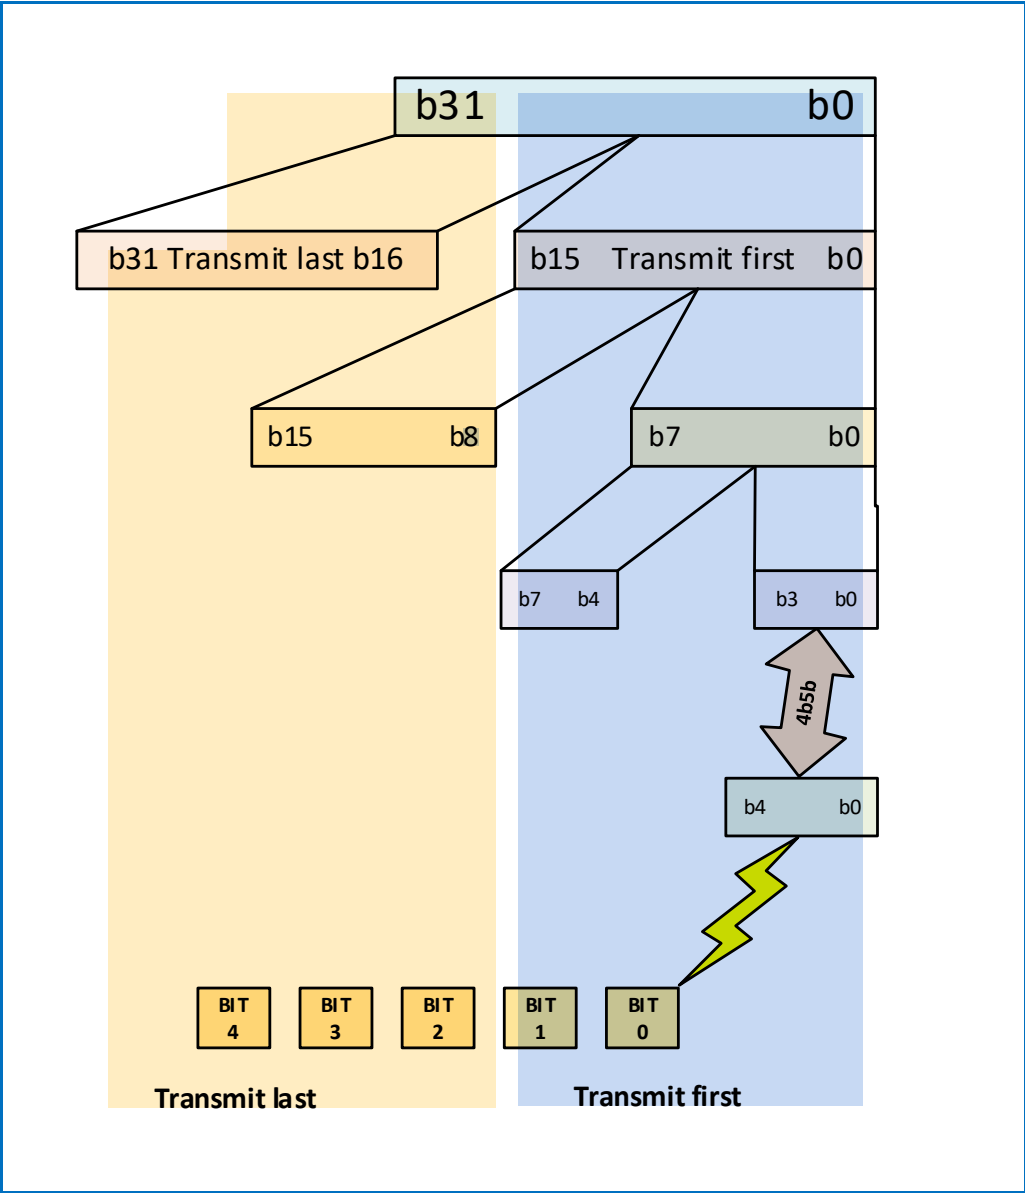 b31 b0
b31 Transmit last b16 b15 Transmit first b0
b15 b8 b7 b0
b7 b4 b3 b0
4b5b
b4 b0
BIT BIT BIT BIT BIT
4 3 2 1 0
Transmit last Transmit first